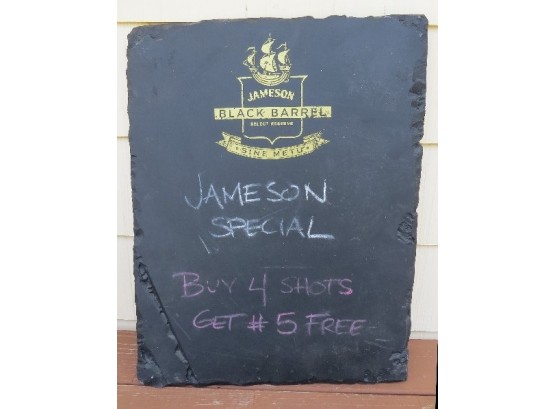 JAMESON
BLACK BARREL
SELECT RESERVE
SINE METU
JAMESON
SPECIAL
BUY 4 SHOTS
GET # 5 FREE